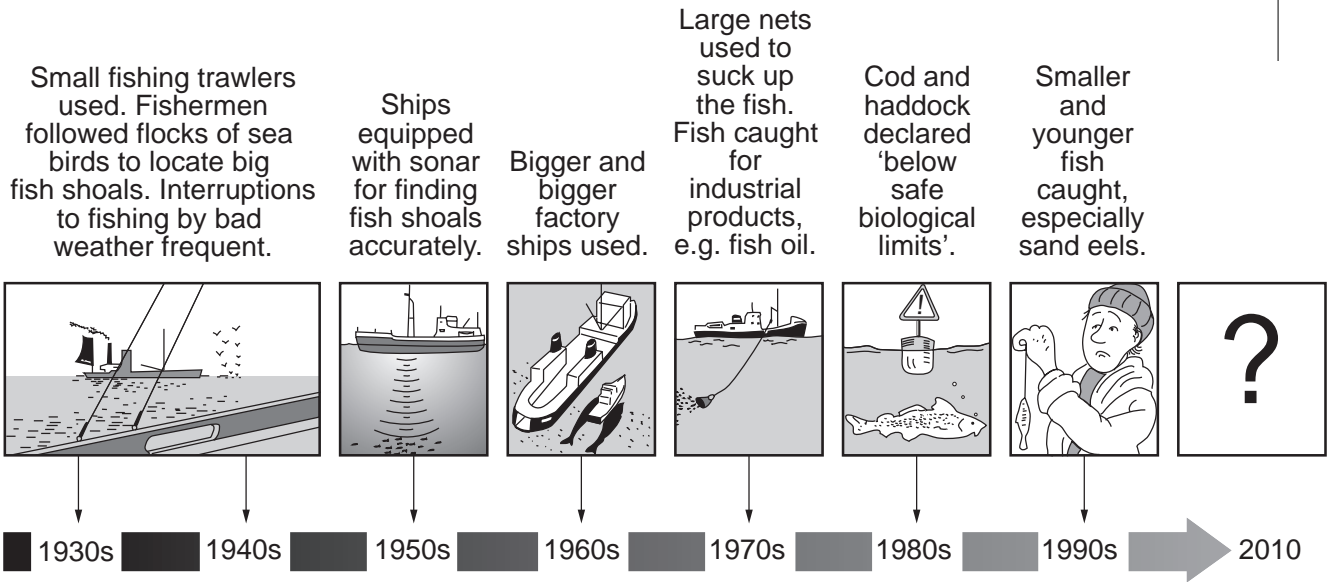 Small fishing trawlers
used. Fishermen
followed flocks of sea
birds to locate big
fish shoals. Interruptions
to fishing by bad
weather frequent.
Ships
equipped
with sonar
for finding
fish shoals
accurately.
Bigger and
bigger
factory
ships used.
Large nets
used to
suck up
the fish.
Fish caught
for
industrial
products,
e.g. fish oil.
Cod and
haddock
declared
‘below
safe
biological
limits’.
Smaller
and
younger
fish
caught,
especially
sand eels.
!
?
1930s 1940s 1950s 1960s 1970s 1980s 1990s 2010